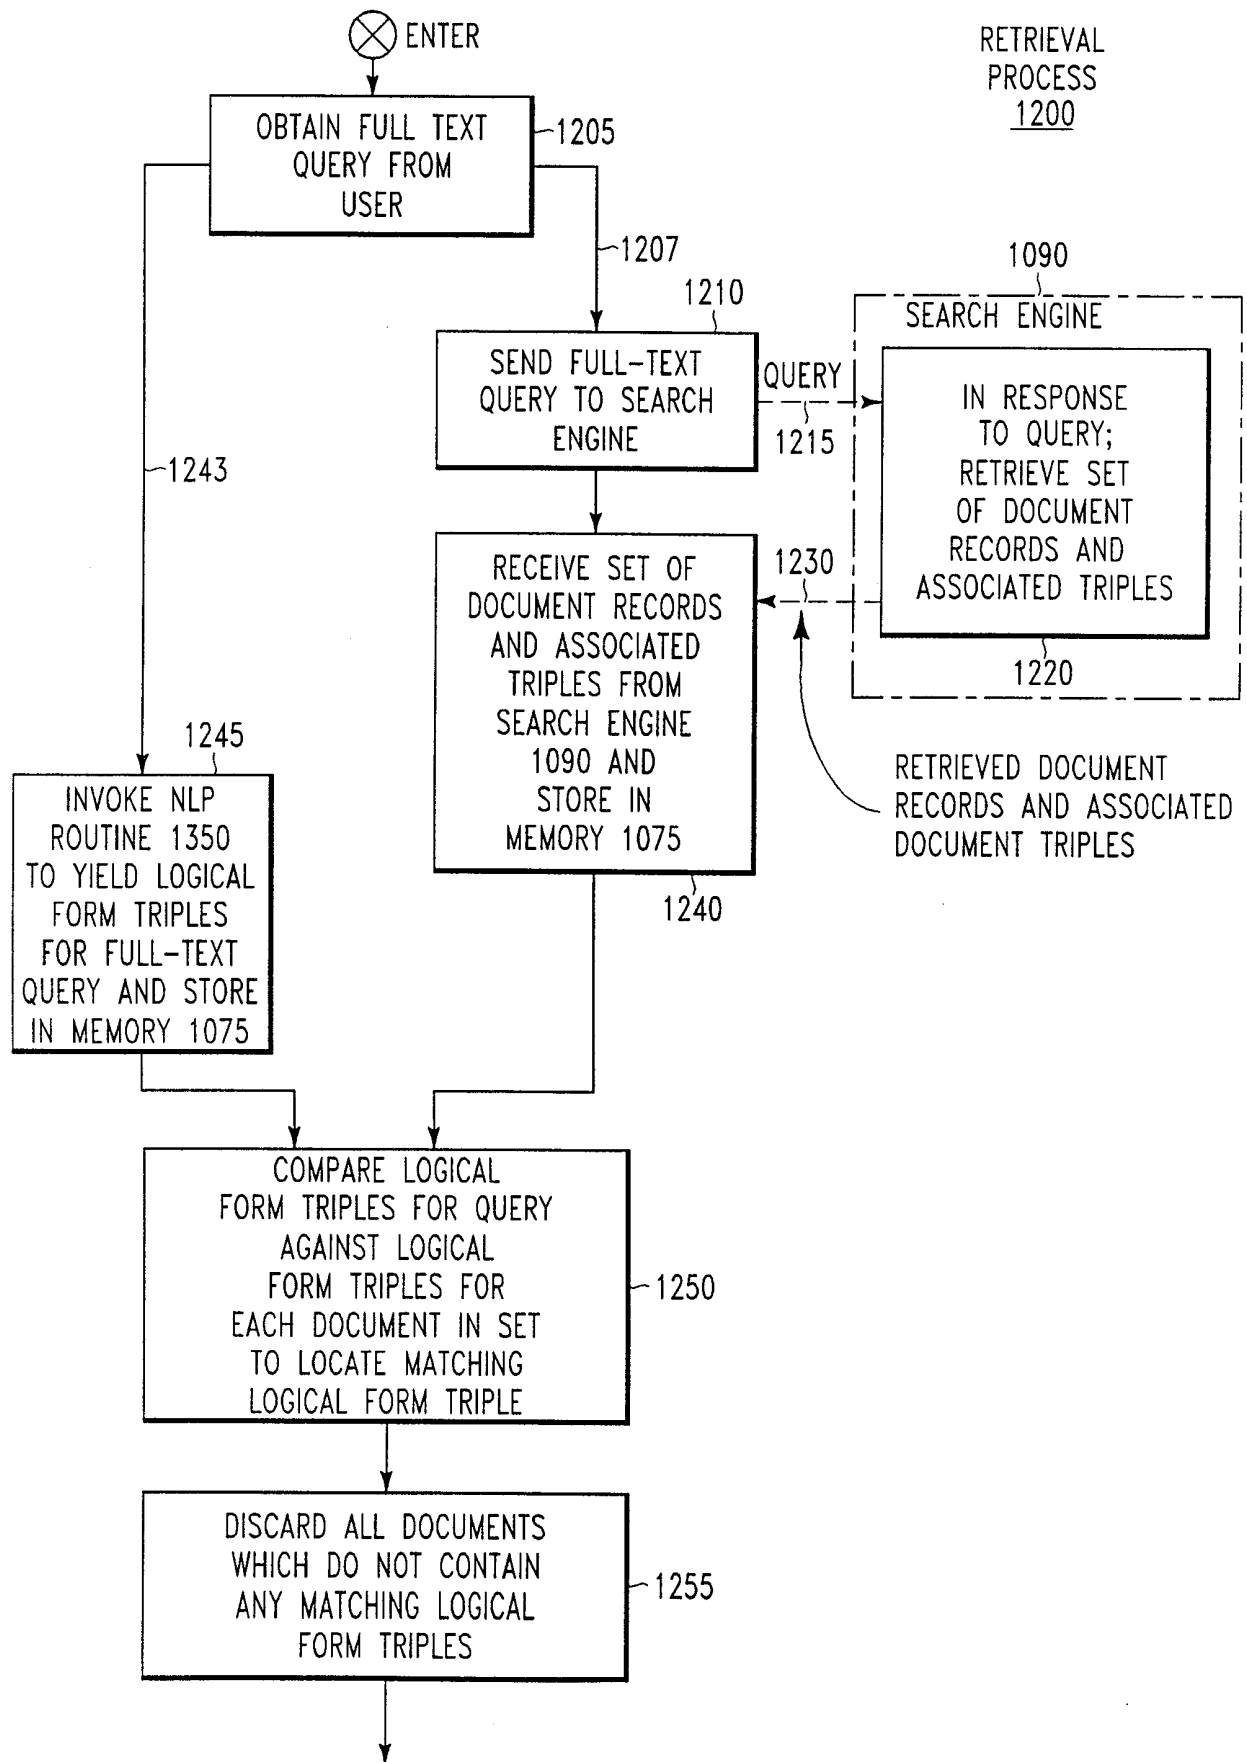 ENTER
RETRIEVAL
PROCESS
1200
OBTAIN FULL TEXT
QUERY FROM
USER
1205
1207
1243
1210
SEND FULL-TEXT
QUERY TO SEARCH
ENGINE
QUERY
1215
1090
SEARCH ENGINE
IN RESPONSE
TO QUERY;
RETRIEVE SET
OF DOCUMENT
RECORDS AND
ASSOCIATED TRIPLES
1220
1230
RETRIEVED DOCUMENT
RECORDS AND ASSOCIATED
DOCUMENT TRIPLES
RECEIVE SET OF
DOCUMENT RECORDS
AND ASSOCIATED
TRIPLES FROM
SEARCH ENGINE
1090 AND
STORE IN
MEMORY 1075
1240
1245
INVOKE NLP
ROUTINE 1350
TO YIELD LOGICAL
FORM TRIPLES
FOR FULL-TEXT
QUERY AND STORE
IN MEMORY 1075
COMPARE LOGICAL
FORM TRIPLES FOR QUERY
AGAINST LOGICAL
FORM TRIPLES FOR
EACH DOCUMENT IN SET
TO LOCATE MATCHING
LOGICAL FORM TRIPLE
1250
DISCARD ALL DOCUMENTS
WHICH DO NOT CONTAIN
ANY MATCHING LOGICAL
FORM TRIPLES
1255